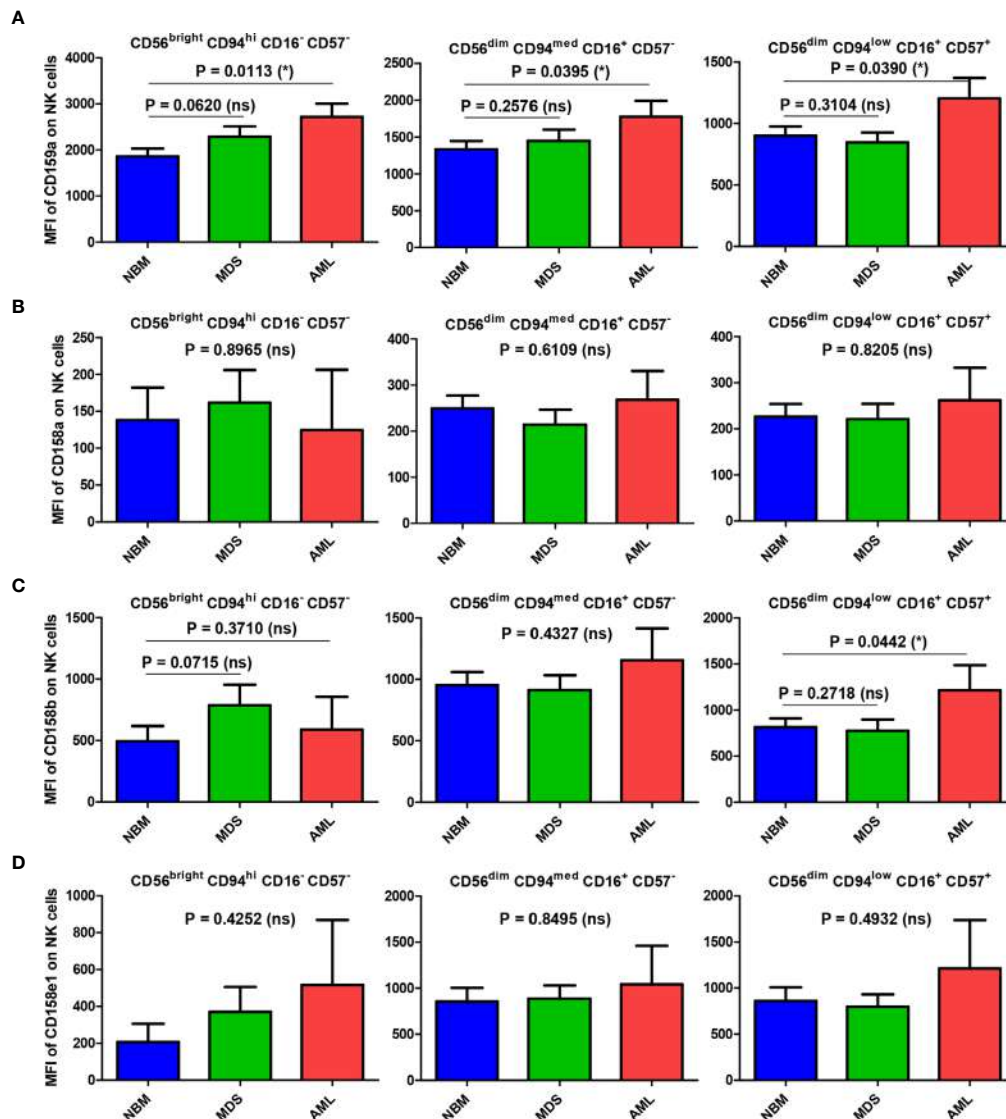 A
MFI of CD159a on NK cells
CD56bright CD94hi CD16- CD57-
P = 0.0113 (*)
P = 0.0620 (ns)
4000
3000
2000
1000
0
NBM
MDS
AML
CD56dim CD94med CD16+ CD57-
P = 0.0395 (*)
P = 0.2576 (ns)
2500
2000
1500
1000
500
0
NBM
MDS
AML
CD56dim CD94low CD16+ CD57+
P = 0.0390 (*)
P = 0.3104 (ns)
1500
1000
500
0
NBM
MDS
AML
B
MFI of CD158a on NK cells
CD56bright CD94hi CD16- CD57-
P = 0.8965 (ns)
250
200
150
100
50
0
NBM
MDS
AML
CD56dim CD94med CD16+ CD57-
P = 0.6109 (ns)
400
300
200
100
0
NBM
MDS
AML
CD56dim CD94low CD16+ CD57+
P = 0.8205 (ns)
400
300
200
100
0
NBM
MDS
AML
C
MFI of CD158b on NK cells
CD56bright CD94hi CD16- CD57-
P = 0.3710 (ns)
P = 0.0715 (ns)
1500
1000
500
0
NBM
MDS
AML
CD56dim CD94med CD16+ CD57-
P = 0.4327 (ns)
1500
1000
500
0
NBM
MDS
AML
CD56dim CD94low CD16+ CD57+
P = 0.0442 (*)
P = 0.2718 (ns)
2000
1500
1000
500
0
NBM
MDS
AML
D
MFI of CD158e1 on NK cells
CD56bright CD94hi CD16- CD57-
P = 0.4252 (ns)
1000
800
600
400
200
0
NBM
MDS
AML
CD56dim CD94med CD16+ CD57-
P = 0.8495 (ns)
2000
1500
1000
500
0
NBM
MDS
AML
CD56dim CD94low CD16+ CD57+
P = 0.4932 (ns)
2000
1500
1000
500
0
NBM
MDS
AML